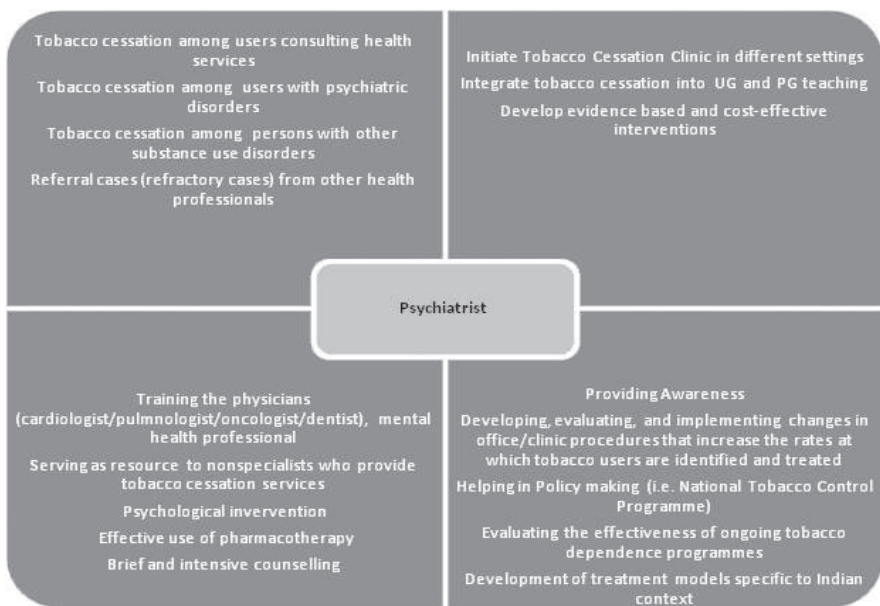 Tobacco cessation among users consulting health
services
Tobacco cessation among users with psychiatric
disorders
Tobacco cessation among persons with other
substance use disorders
Referral cases (refractory cases) from other health
professionals
Initiate Tobacco Cessation Clinic in different settings
Integrate tobacco cessation into UG and PG teaching
Develop evidence based and cost-effective
interventions
Psychiatrist
Training the physicians
(cardiologist/pulmnologist/oncologist/dentist), mental
health professional
Serving as resource to nonspecialists who provide
tobacco cessation services
Psychological invervention
Effective use of pharmacotherapy
Brief and intensive counselling
Providing Awareness
Developing, evaluating, and implementing changes in
office/clinic procedures that increase the rates at
which tobacco users are identified and treated
Helping in Policy making (i.e. National Tobacco Control
Programme)
Evaluating the effectiveness of ongoing tobacco
dependence programmes
Development of treatment models specific to Indian
context